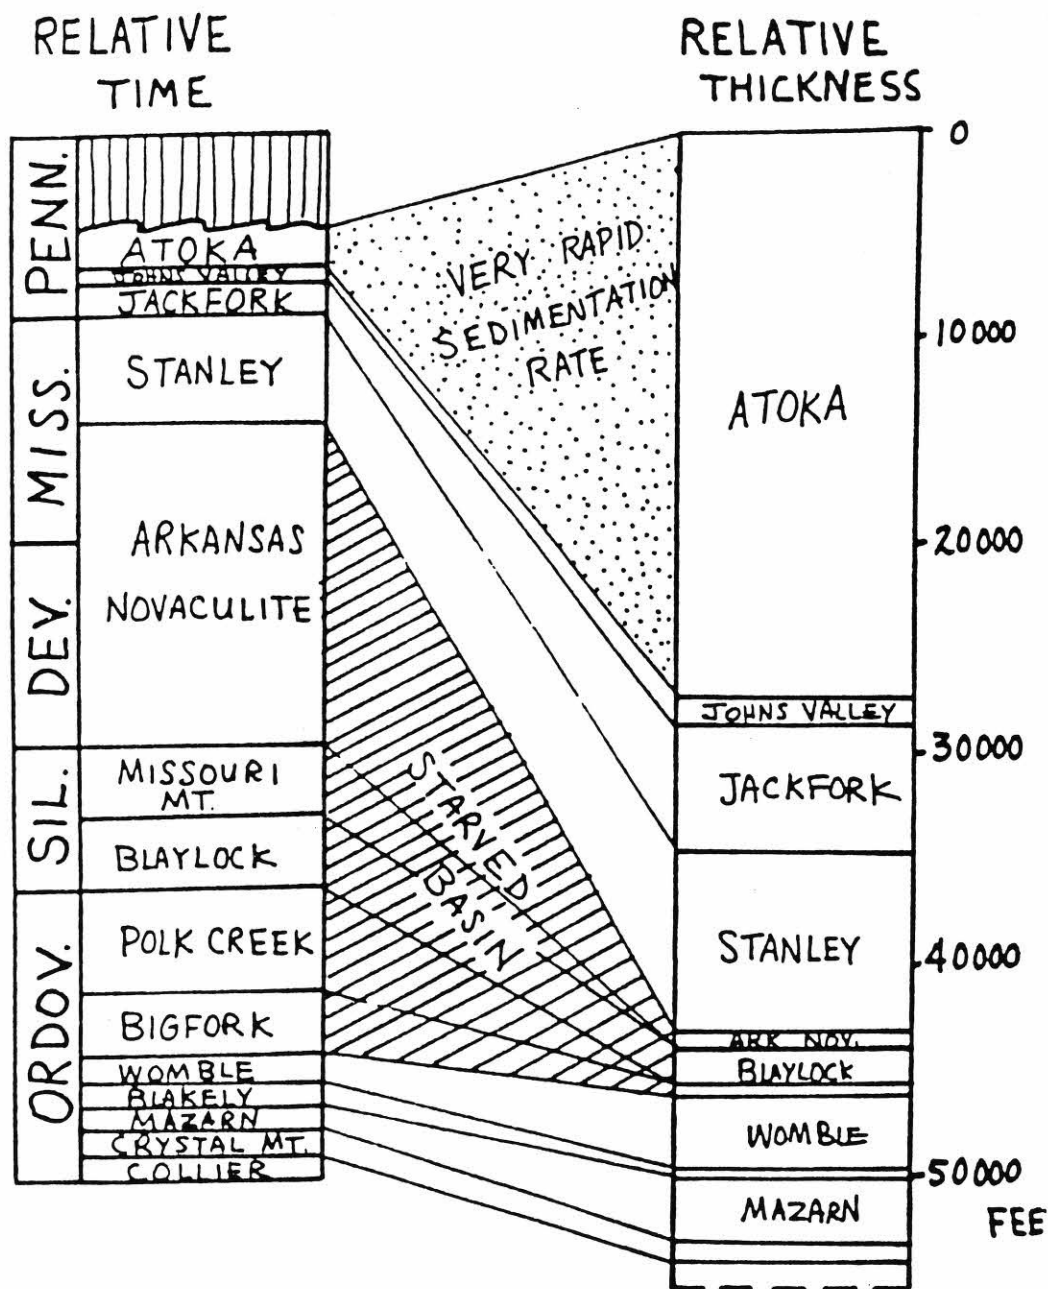 RELATIVE
TIME
RELATIVE
THICKNESS
PENN.
MISS.
DEV.
SIL.
ORDOV.
ATOKA
JOHNS VALLEY
JACKFORK
STANLEY
ARKANSAS
NOVACULITE
MISSOURI
MT.
BLAYLOCK
POLK CREEK
BIGFORK
WOMBLE
BLAKELY
MAZARN
CRYSTAL MT.
COLLIER
VERY RAPID
SEDIMENTATION
RATE
STARVED
BASIN
ATOKA
JOHNS VALLEY
JACKFORK
STANLEY
ARK NOV.
BLAYLOCK
WOMBLE
MAZARN
0
10000
20000
30000
40000
50000
FEE